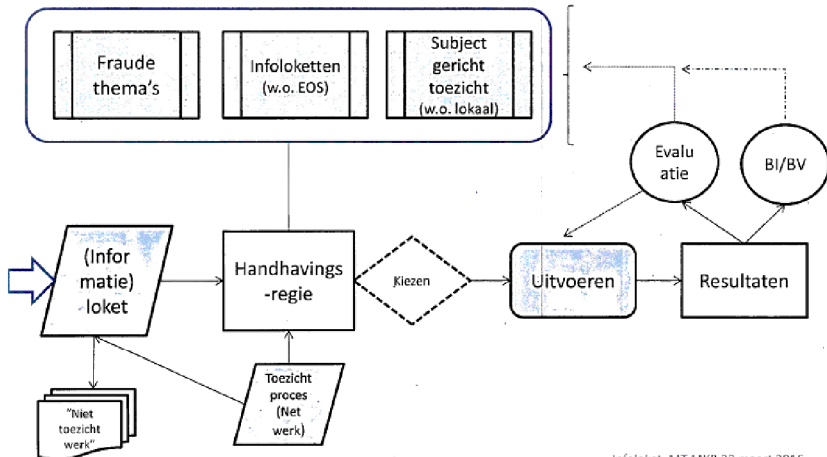 Fraude
thema's
Infoloketten
(w.o. EOS)
Subject
gericht
toezicht
(w.o. lokaal)
Evalu
atie
BI/BV
(Infor
matie)
loket
Handhavings
-regie
Kiezen
Uitvoeren
Resultaten
Toezicht
proces
(Net
werk)
"Niet
toezicht
werk"